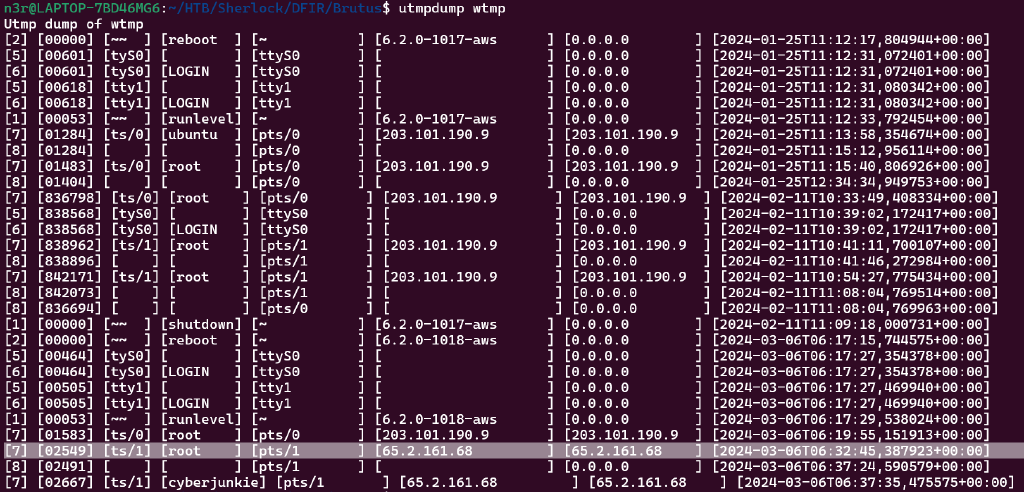 n3r@LAPTOP-7BD46MG6:~/HTB/Sherlock/DFIR/Brutus$ utmpdump wtmp
Utmp dump of wtmp
[2] [00000] [~~  ] [reboot  ] [~           ] [6.2.0-1017-aws      ] [0.0.0.0        ] [2024-01-25T11:12:17,804944+00:00]
[5] [00601] [tyS0] [        ] [ttyS0       ] [                    ] [0.0.0.0        ] [2024-01-25T11:12:31,072401+00:00]
[6] [00601] [tyS0] [LOGIN   ] [ttyS0       ] [                    ] [0.0.0.0        ] [2024-01-25T11:12:31,072401+00:00]
[5] [00618] [tty1] [        ] [tty1        ] [                    ] [0.0.0.0        ] [2024-01-25T11:12:31,080342+00:00]
[6] [00618] [tty1] [LOGIN   ] [tty1        ] [                    ] [0.0.0.0        ] [2024-01-25T11:12:31,080342+00:00]
[1] [00053] [~~  ] [runlevel] [~           ] [6.2.0-1017-aws      ] [0.0.0.0        ] [2024-01-25T11:12:33,792454+00:00]
[7] [01284] [ts/0] [ubuntu  ] [pts/0       ] [203.101.190.9       ] [203.101.190.9  ] [2024-01-25T11:13:58,354674+00:00]
[8] [01284] [    ] [        ] [pts/0       ] [                    ] [0.0.0.0        ] [2024-01-25T11:15:12,956114+00:00]
[7] [01483] [ts/0] [root    ] [pts/0       ] [203.101.190.9       ] [203.101.190.9  ] [2024-01-25T11:15:40,806926+00:00]
[8] [01404] [    ] [        ] [pts/0       ] [                    ] [0.0.0.0        ] [2024-01-25T12:34:34,949753+00:00]
[7] [836798] [ts/0] [root    ] [pts/0       ] [203.101.190.9       ] [203.101.190.9  ] [2024-02-11T10:33:49,408334+00:00]
[5] [838568] [tyS0] [        ] [ttyS0       ] [                    ] [0.0.0.0        ] [2024-02-11T10:39:02,172417+00:00]
[6] [838568] [tyS0] [LOGIN   ] [ttyS0       ] [                    ] [0.0.0.0        ] [2024-02-11T10:39:02,172417+00:00]
[7] [838962] [ts/1] [root    ] [pts/1       ] [203.101.190.9       ] [203.101.190.9  ] [2024-02-11T10:41:11,700107+00:00]
[8] [838896] [    ] [        ] [pts/1       ] [                    ] [0.0.0.0        ] [2024-02-11T10:41:46,272984+00:00]
[7] [842171] [ts/1] [root    ] [pts/1       ] [203.101.190.9       ] [203.101.190.9  ] [2024-02-11T10:54:27,775434+00:00]
[8] [842073] [    ] [        ] [pts/1       ] [                    ] [0.0.0.0        ] [2024-02-11T11:08:04,769514+00:00]
[8] [836694] [    ] [        ] [pts/0       ] [                    ] [0.0.0.0        ] [2024-02-11T11:08:04,769963+00:00]
[1] [00000] [~~  ] [shutdown] [~           ] [6.2.0-1017-aws      ] [0.0.0.0        ] [2024-02-11T11:09:18,000731+00:00]
[2] [00000] [~~  ] [reboot  ] [~           ] [6.2.0-1018-aws      ] [0.0.0.0        ] [2024-03-06T06:17:15,744575+00:00]
[5] [00464] [tyS0] [        ] [ttyS0       ] [                    ] [0.0.0.0        ] [2024-03-06T06:17:27,354378+00:00]
[6] [00464] [tyS0] [LOGIN   ] [ttyS0       ] [                    ] [0.0.0.0        ] [2024-03-06T06:17:27,354378+00:00]
[5] [00505] [tty1] [        ] [tty1        ] [                    ] [0.0.0.0        ] [2024-03-06T06:17:27,469940+00:00]
[6] [00505] [tty1] [LOGIN   ] [tty1        ] [                    ] [0.0.0.0        ] [2024-03-06T06:17:27,469940+00:00]
[1] [00053] [~~  ] [runlevel] [~           ] [6.2.0-1018-aws      ] [0.0.0.0        ] [2024-03-06T06:17:29,538024+00:00]
[7] [01583] [ts/0] [root    ] [pts/0       ] [203.101.190.9       ] [203.101.190.9  ] [2024-03-06T06:19:55,151913+00:00]
[7] [02549] [ts/1] [root    ] [pts/1       ] [65.2.161.68         ] [65.2.161.68    ] [2024-03-06T06:32:45,387923+00:00]
[8] [02491] [    ] [        ] [pts/1       ] [                    ] [0.0.0.0        ] [2024-03-06T06:37:24,590579+00:00]
[7] [02667] [ts/1] [cyberjunkie] [pts/1       ] [65.2.161.68         ] [65.2.161.68    ] [2024-03-06T06:37:35,475575+00:00]